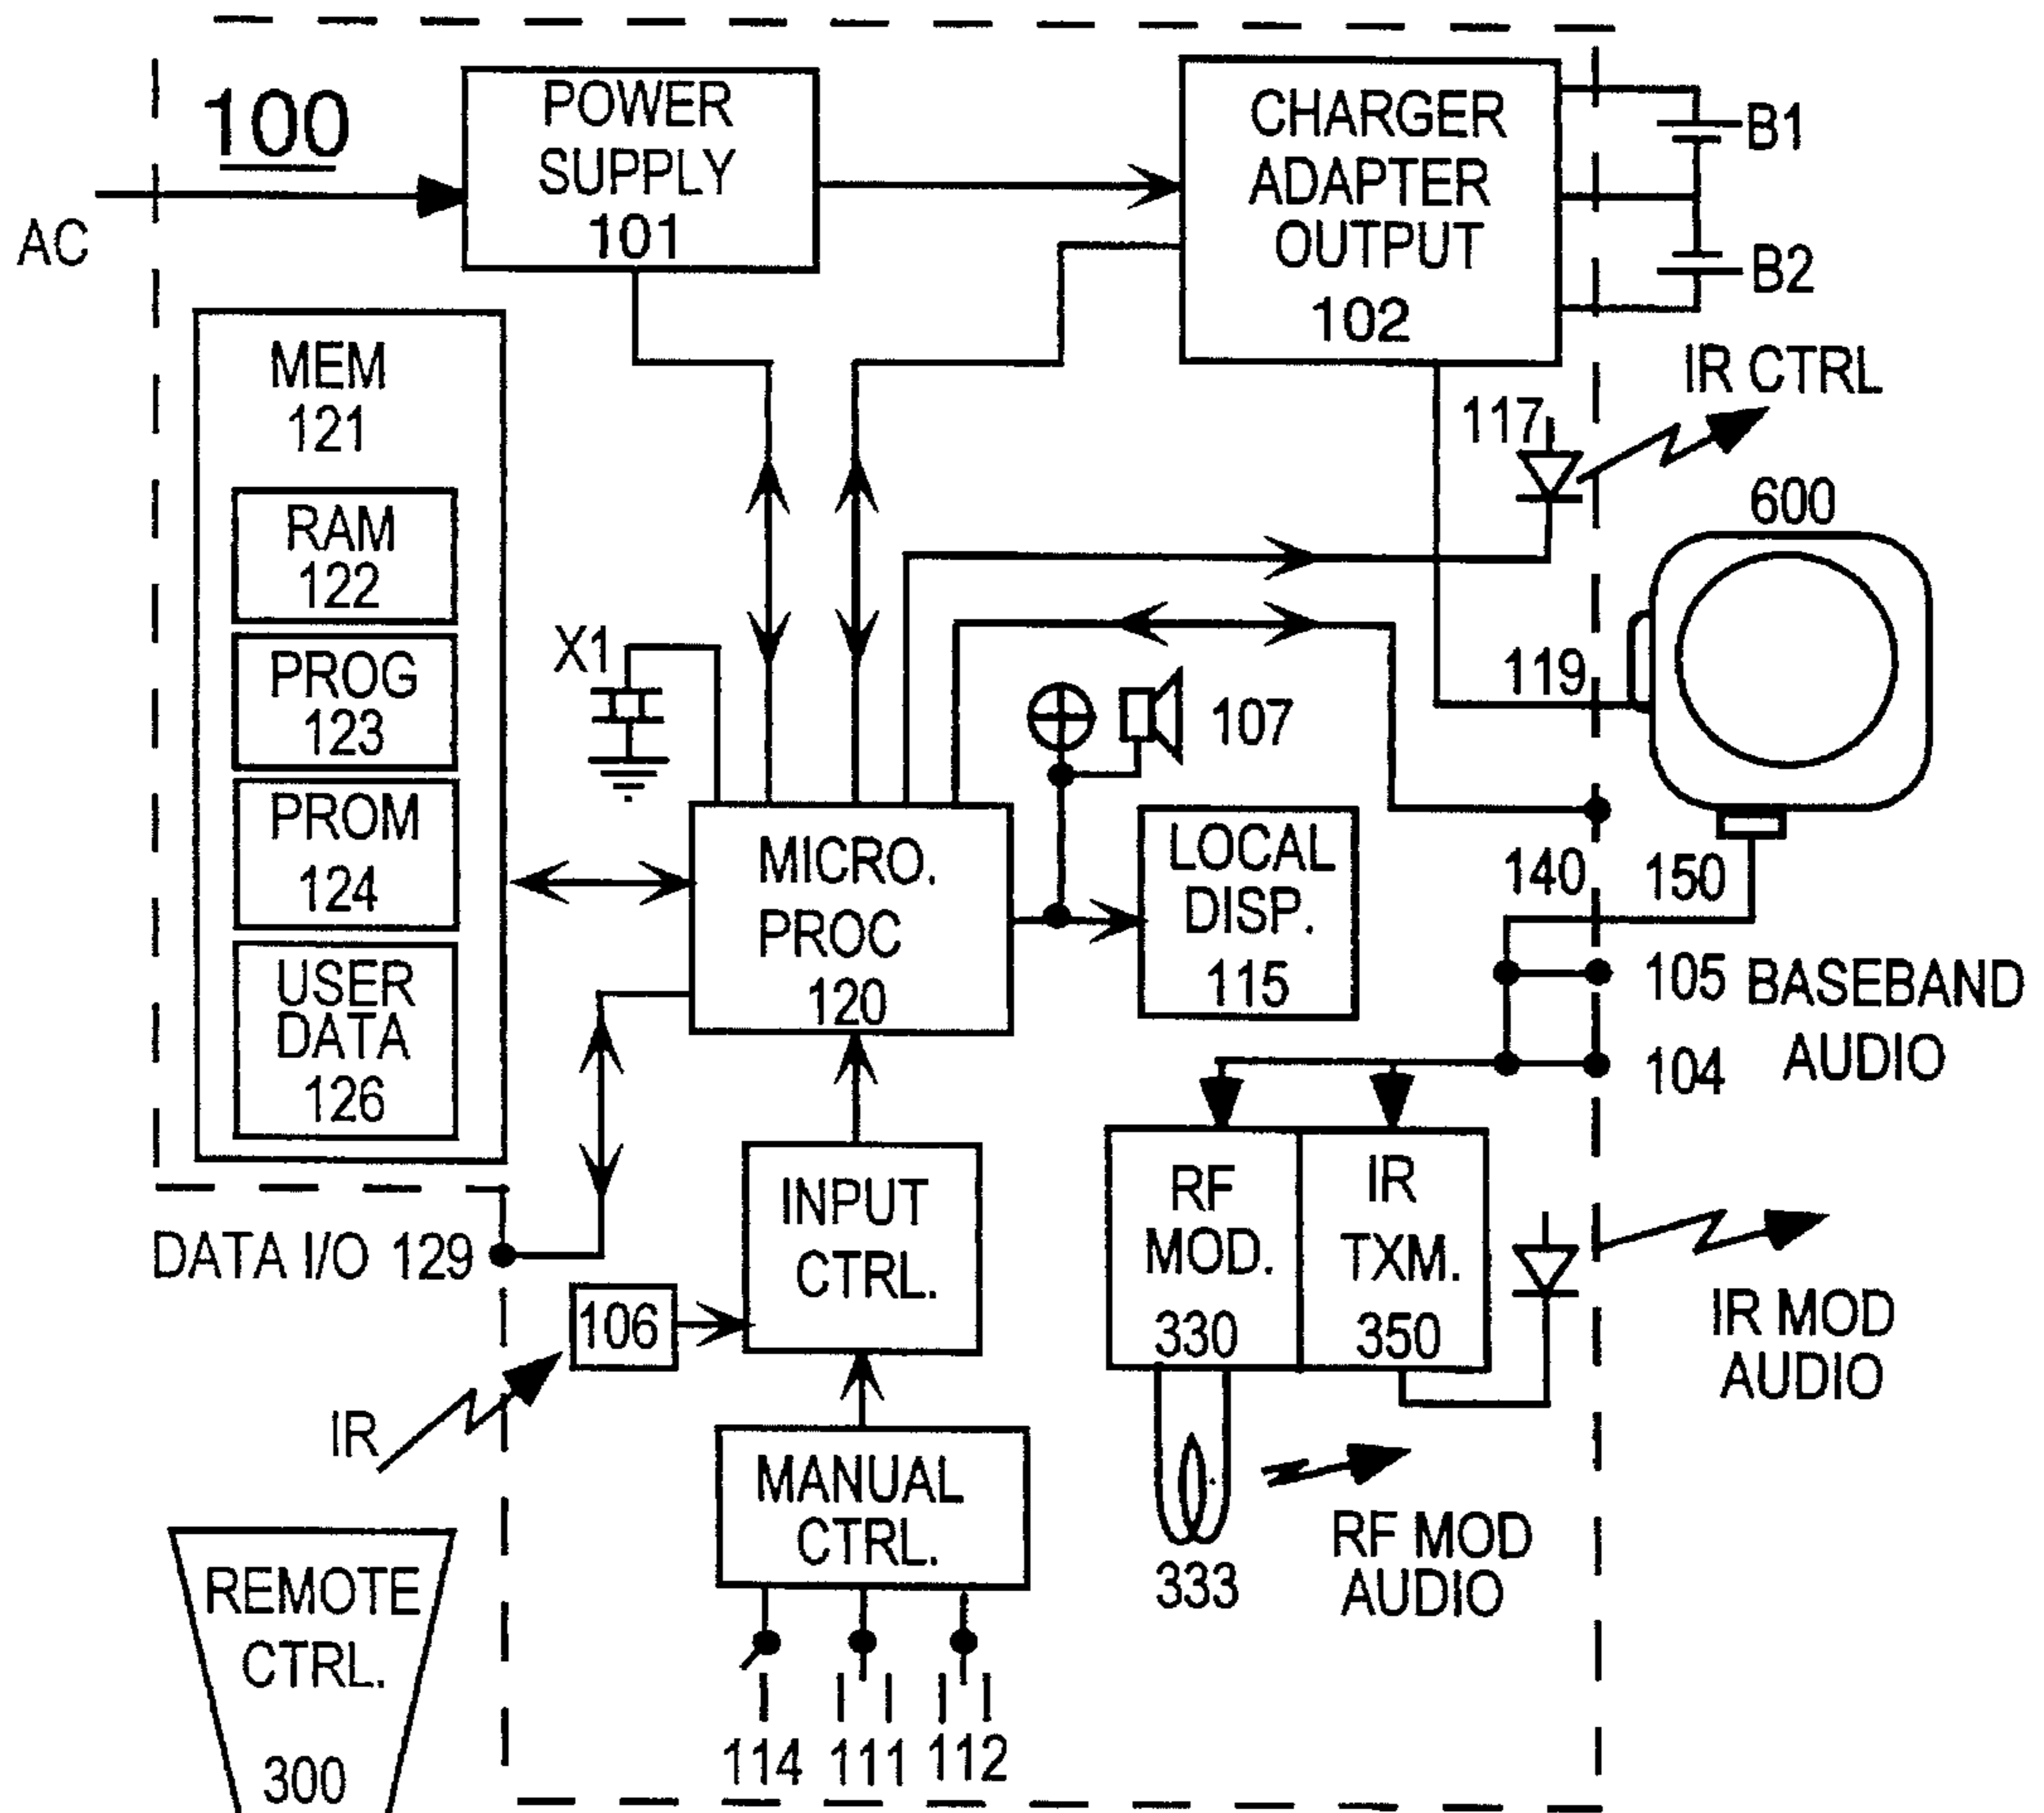 100
AC
POWER
SUPPLY
101
CHARGER
ADAPTER
OUTPUT
102
B1
B2
MEM
121
RAM
122
PROG
123
PROM
124
USER
DATA
126
IR CTRL
117
600
X1
119
107
MICRO.
PROC
120
LOCAL
DISP.
115
140
150
105 BASEBAND
AUDIO
104
DATA I/O 129
INPUT
CTRL.
106
IR
RF
MOD.
330
IR
TXM.
350
IR MOD
AUDIO
MANUAL
CTRL.
333
RF MOD
AUDIO
114
111
112
REMOTE
CTRL.
300